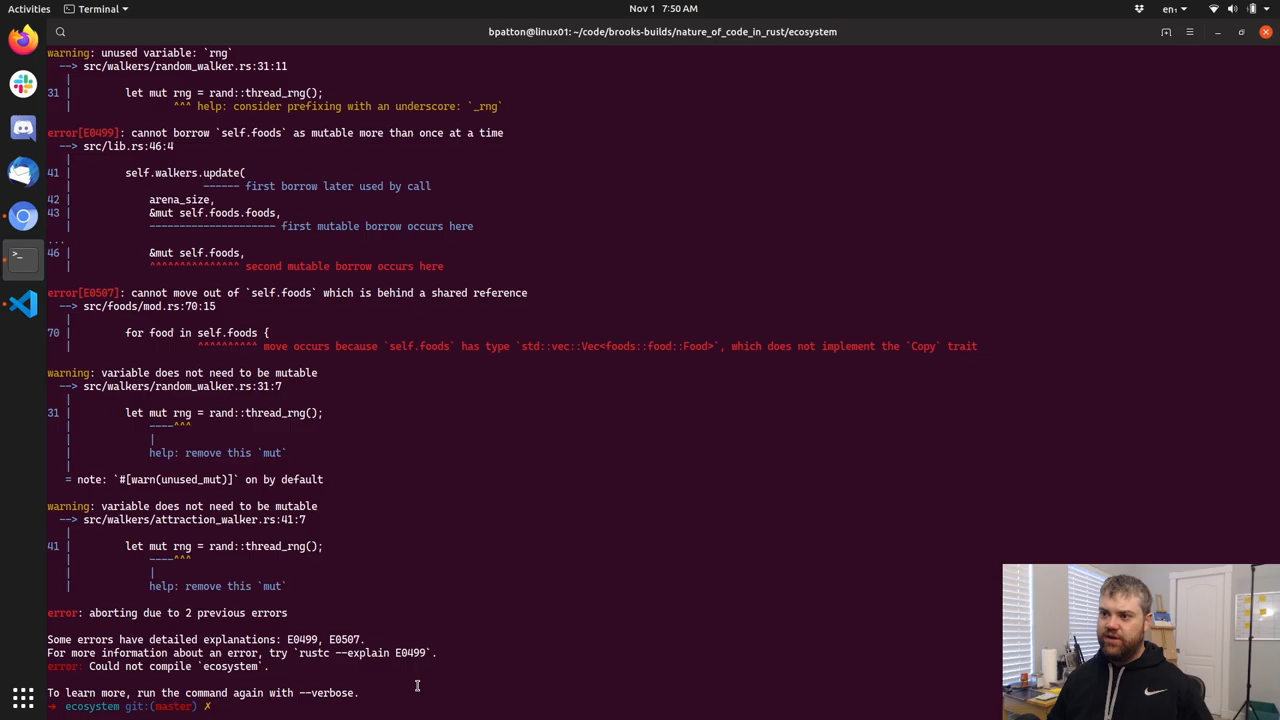 Activities Terminal Nov 1 7:50 AM en₁
bpatton@linux01: ~/code/brooks-builds/nature_of_code_in_rust/ecosystem
warning: unused variable: `rng`
--> src/walkers/random_walker.rs:31:11
|
31 | let mut rng = rand::thread_rng();
| ^^^ help: consider prefixing with an underscore: `_rng`
error[E0499]: cannot borrow `self.foods` as mutable more than once at a time
--> src/lib.rs:46:4
|
41 | self.walkers.update(
| ------ first borrow later used by call
42 | arena_size,
43 | &mut self.foods.foods,
| --------------------- first mutable borrow occurs here
...
46 | &mut self.foods,
| ^^^^^^^^^^^^^^^ second mutable borrow occurs here
error[E0507]: cannot move out of `self.foods` which is behind a shared reference
--> src/foods/mod.rs:70:15
|
70 | for food in self.foods {
| ^^^^^^^^^^ move occurs because `self.foods` has type `std::vec::Vec<foods::food::Food>`, which does not implement the `Copy` trait
warning: variable does not need to be mutable
--> src/walkers/random_walker.rs:31:7
|
31 | let mut rng = rand::thread_rng();
| ----^^^
| |
| help: remove this `mut`
|
= note: `#[warn(unused_mut)]` on by default
warning: variable does not need to be mutable
--> src/walkers/attraction_walker.rs:41:7
|
41 | let mut rng = rand::thread_rng();
| ----^^^
| |
| help: remove this `mut`
error: aborting due to 2 previous errors
Some errors have detailed explanations: E0499, E0507.
For more information about an error, try `rustc --explain E0499`.
error: Could not compile `ecosystem`.
To learn more, run the command again with --verbose.
➜ ecosystem git:(master) ✗